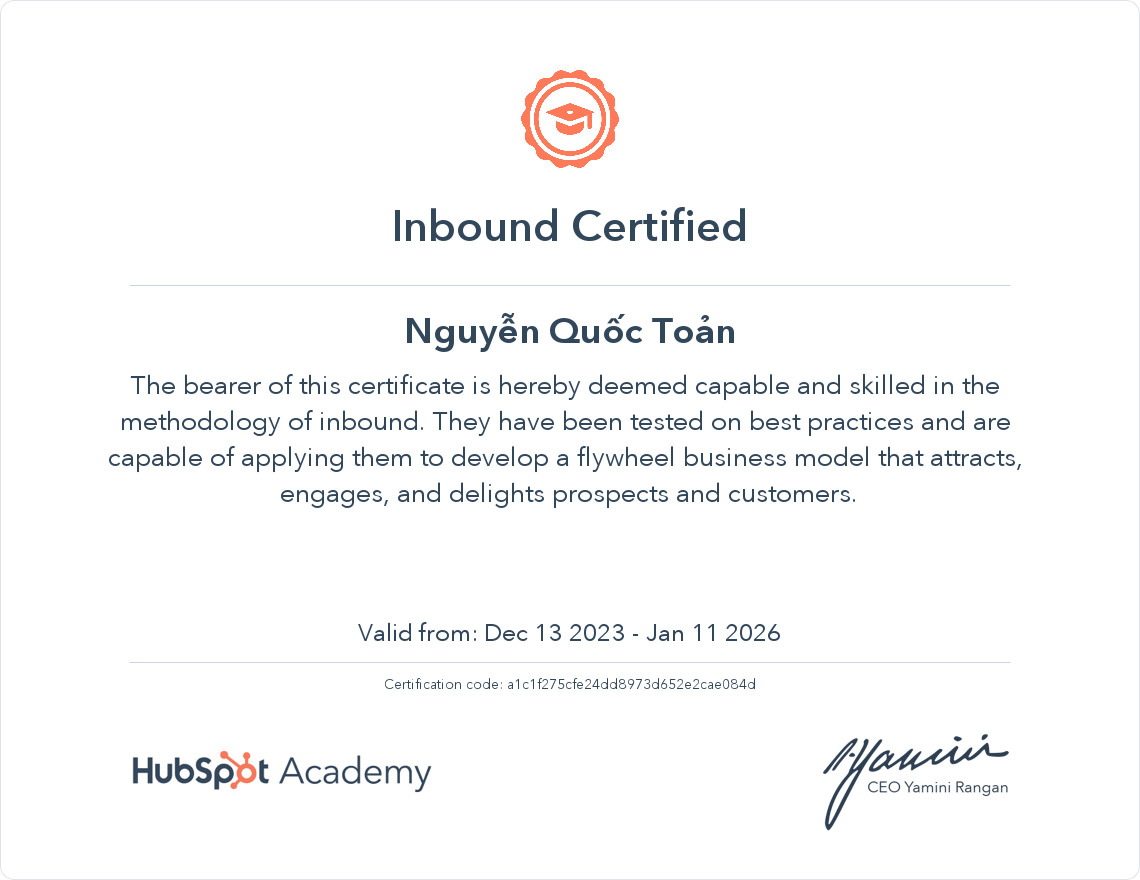 Inbound Certified
Nguyễn Quốc Toản
The bearer of this certificate is hereby deemed capable and skilled in the
methodology of inbound. They have been tested on best practices and are
capable of applying them to develop a flywheel business model that attracts,
engages, and delights prospects and customers.
Valid from: Dec 13 2023 - Jan 11 2026
Certification code: a1c1f275cfe24dd8973d652e2cae084d
HubSpot Academy
CEO Yamini Rangan